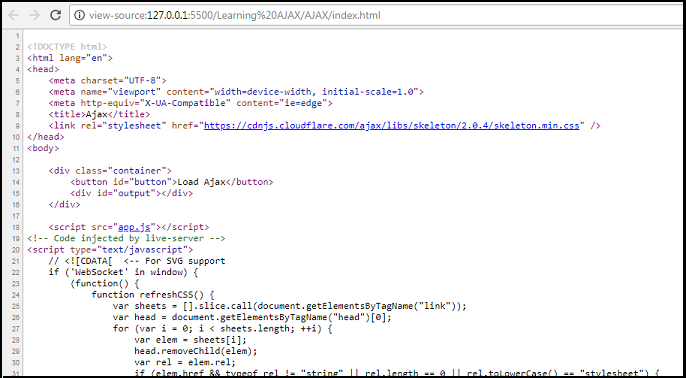 view-source:127.0.0.1:5500/Learning%20AJAX/AJAX/index.html
1
2 <!DOCTYPE html>
3 <html lang="en">
4 <head>
5 <meta charset="UTF-8">
6 <meta name="viewport" content="width=device-width, initial-scale=1.0">
7 <meta http-equiv="X-UA-Compatible" content="ie=edge">
8 <title>Ajax</title>
9 <link rel="stylesheet" href="https://cdnjs.cloudflare.com/ajax/libs/skeleton/2.0.4/skeleton.min.css" />
10 </head>
11 <body>
12
13 <div class="container">
14 <button id="button">Load Ajax</button>
15 <div id="output"></div>
16 </div>
17
18 <script src="app.js"></script>
19 <!-- Code injected by live-server -->
20 <script type="text/javascript">
21 // <![CDATA[ <-- For SVG support
22 if ('WebSocket' in window) {
23 (function() {
24 function refreshCSS() {
25 var sheets = [].slice.call(document.getElementsByTagName("link"));
26 var head = document.getElementsByTagName("head")[0];
27 for (var i = 0; i < sheets.length; ++i) {
28 var elem = sheets[i];
29 head.removeChild(elem);
30 var rel = elem.rel;
31 if (elem.href && typeof rel != "string" || rel.length == 0 || rel.toLowerCase() == "stylesheet") {